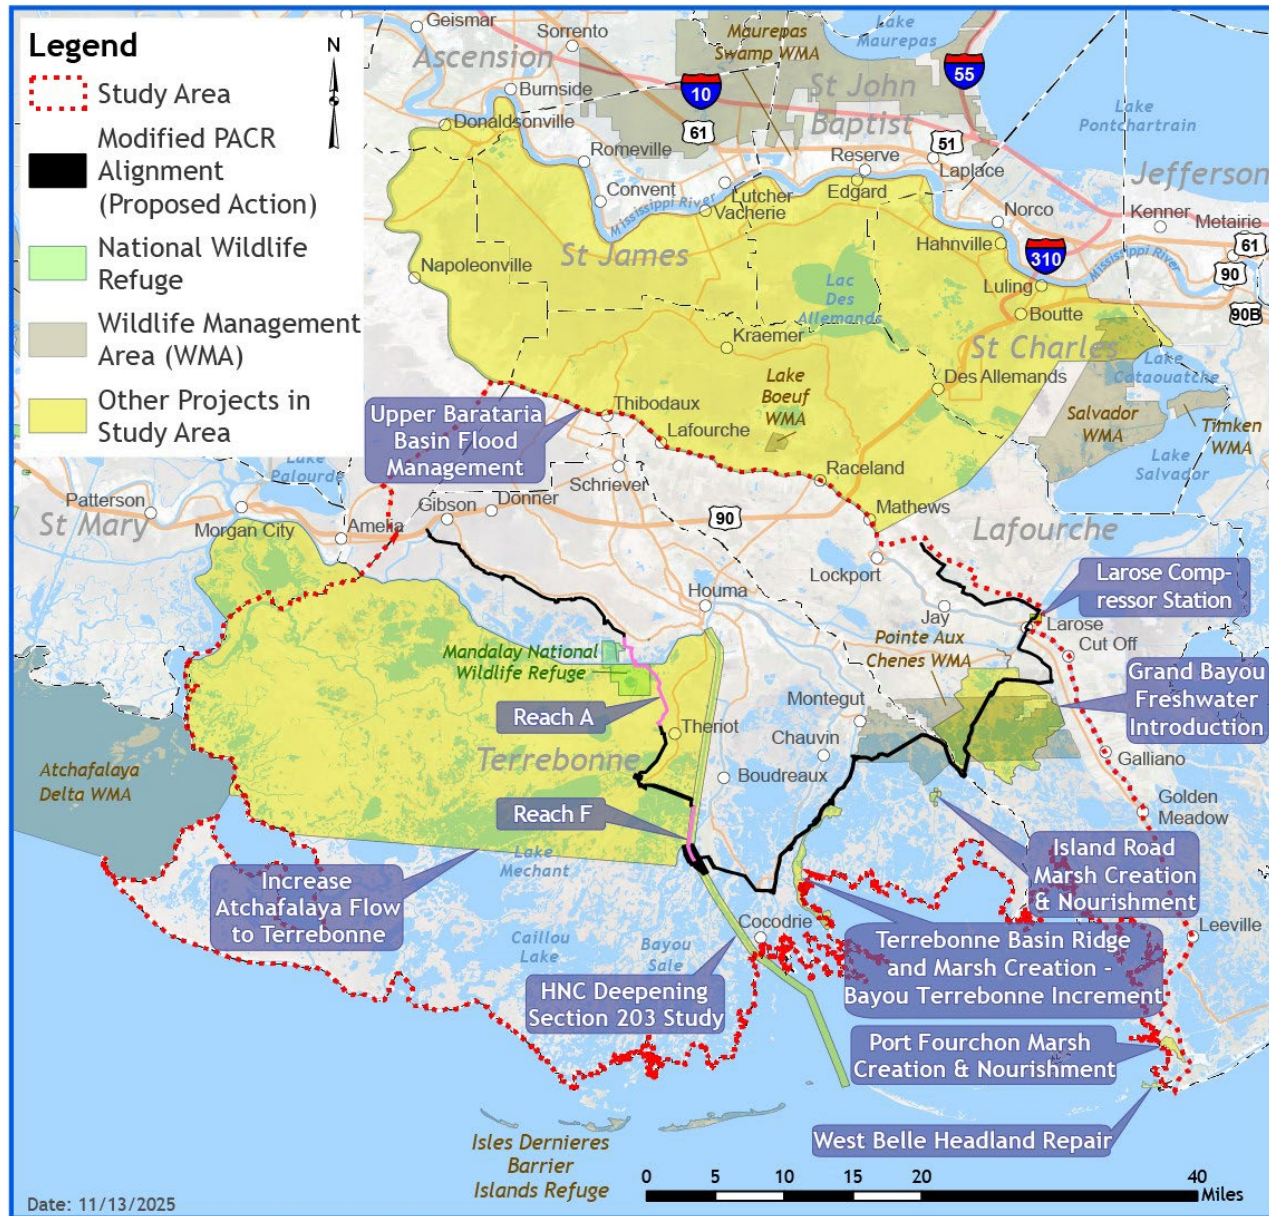 Legend
N
Study Area
Modified PACR
Alignment
(Proposed Action)
National Wildlife
Refuge
Wildlife Management
Area (WMA)
Other Projects in
Study Area
Geismar
Sorrento
Ascension
Burnside
Donaldsonville
Maurepas
Swamp WMA
Lake
Maurepas
10
61
55
St John
Baptist
51
Lake
Pontchartrain
Jefferson
Romeville
Convent
Lutcher
Vacherie
Mississippi River
Reserve
Edgard
Laplace
Norco
Kenner
Metairie
Hahnville
310
61
90
90B
Mississippi River
St James
Napoleonville
Lac
Des
Allemands
Luling
Boutte
St Charles
Kraemer
Des Allemands
Lake
Boeuf
WMA
Lake
Cataouatche
Salvador
WMA
Timken
WMA
Lake
Salvador
Upper Barataria
Basin Flood
Management
Thibodaux
Lafourche
Raceland
Mathews
Schriever
Lake
Palourde
Patterson
St Mary
Morgan City
Amelia
Gibson
Donner
90
Lafourche
Lockport
Houma
Jay
Larose Comp-
ressor Station
Larose
Cut Off
Pointe Aux
Chenes WMA
Mandalay National
Wildlife Refuge
Montegut
Grand Bayou
Freshwater
Introduction
Reach A
Theriot
Chauvin
Terrebonne
Boudreaux
Galliano
Atchafalaya
Delta WMA
Golden
Meadow
Reach F
Lake
Mechant
Island Road
Marsh Creation
& Nourishment
Increase
Atchafalaya Flow
to Terrebonne
Leeville
Cocodrie
Caillou
Lake
Bayou
Sale
Terrebonne Basin Ridge
and Marsh Creation -
Bayou Terrebonne Increment
HNC Deepening
Section 203 Study
Port Fourchon Marsh
Creation & Nourishment
West Belle Headland Repair
Isles Dernieres
Barrier
Islands Refuge
0 5 10 15 20 40
Miles
Date: 11/13/2025